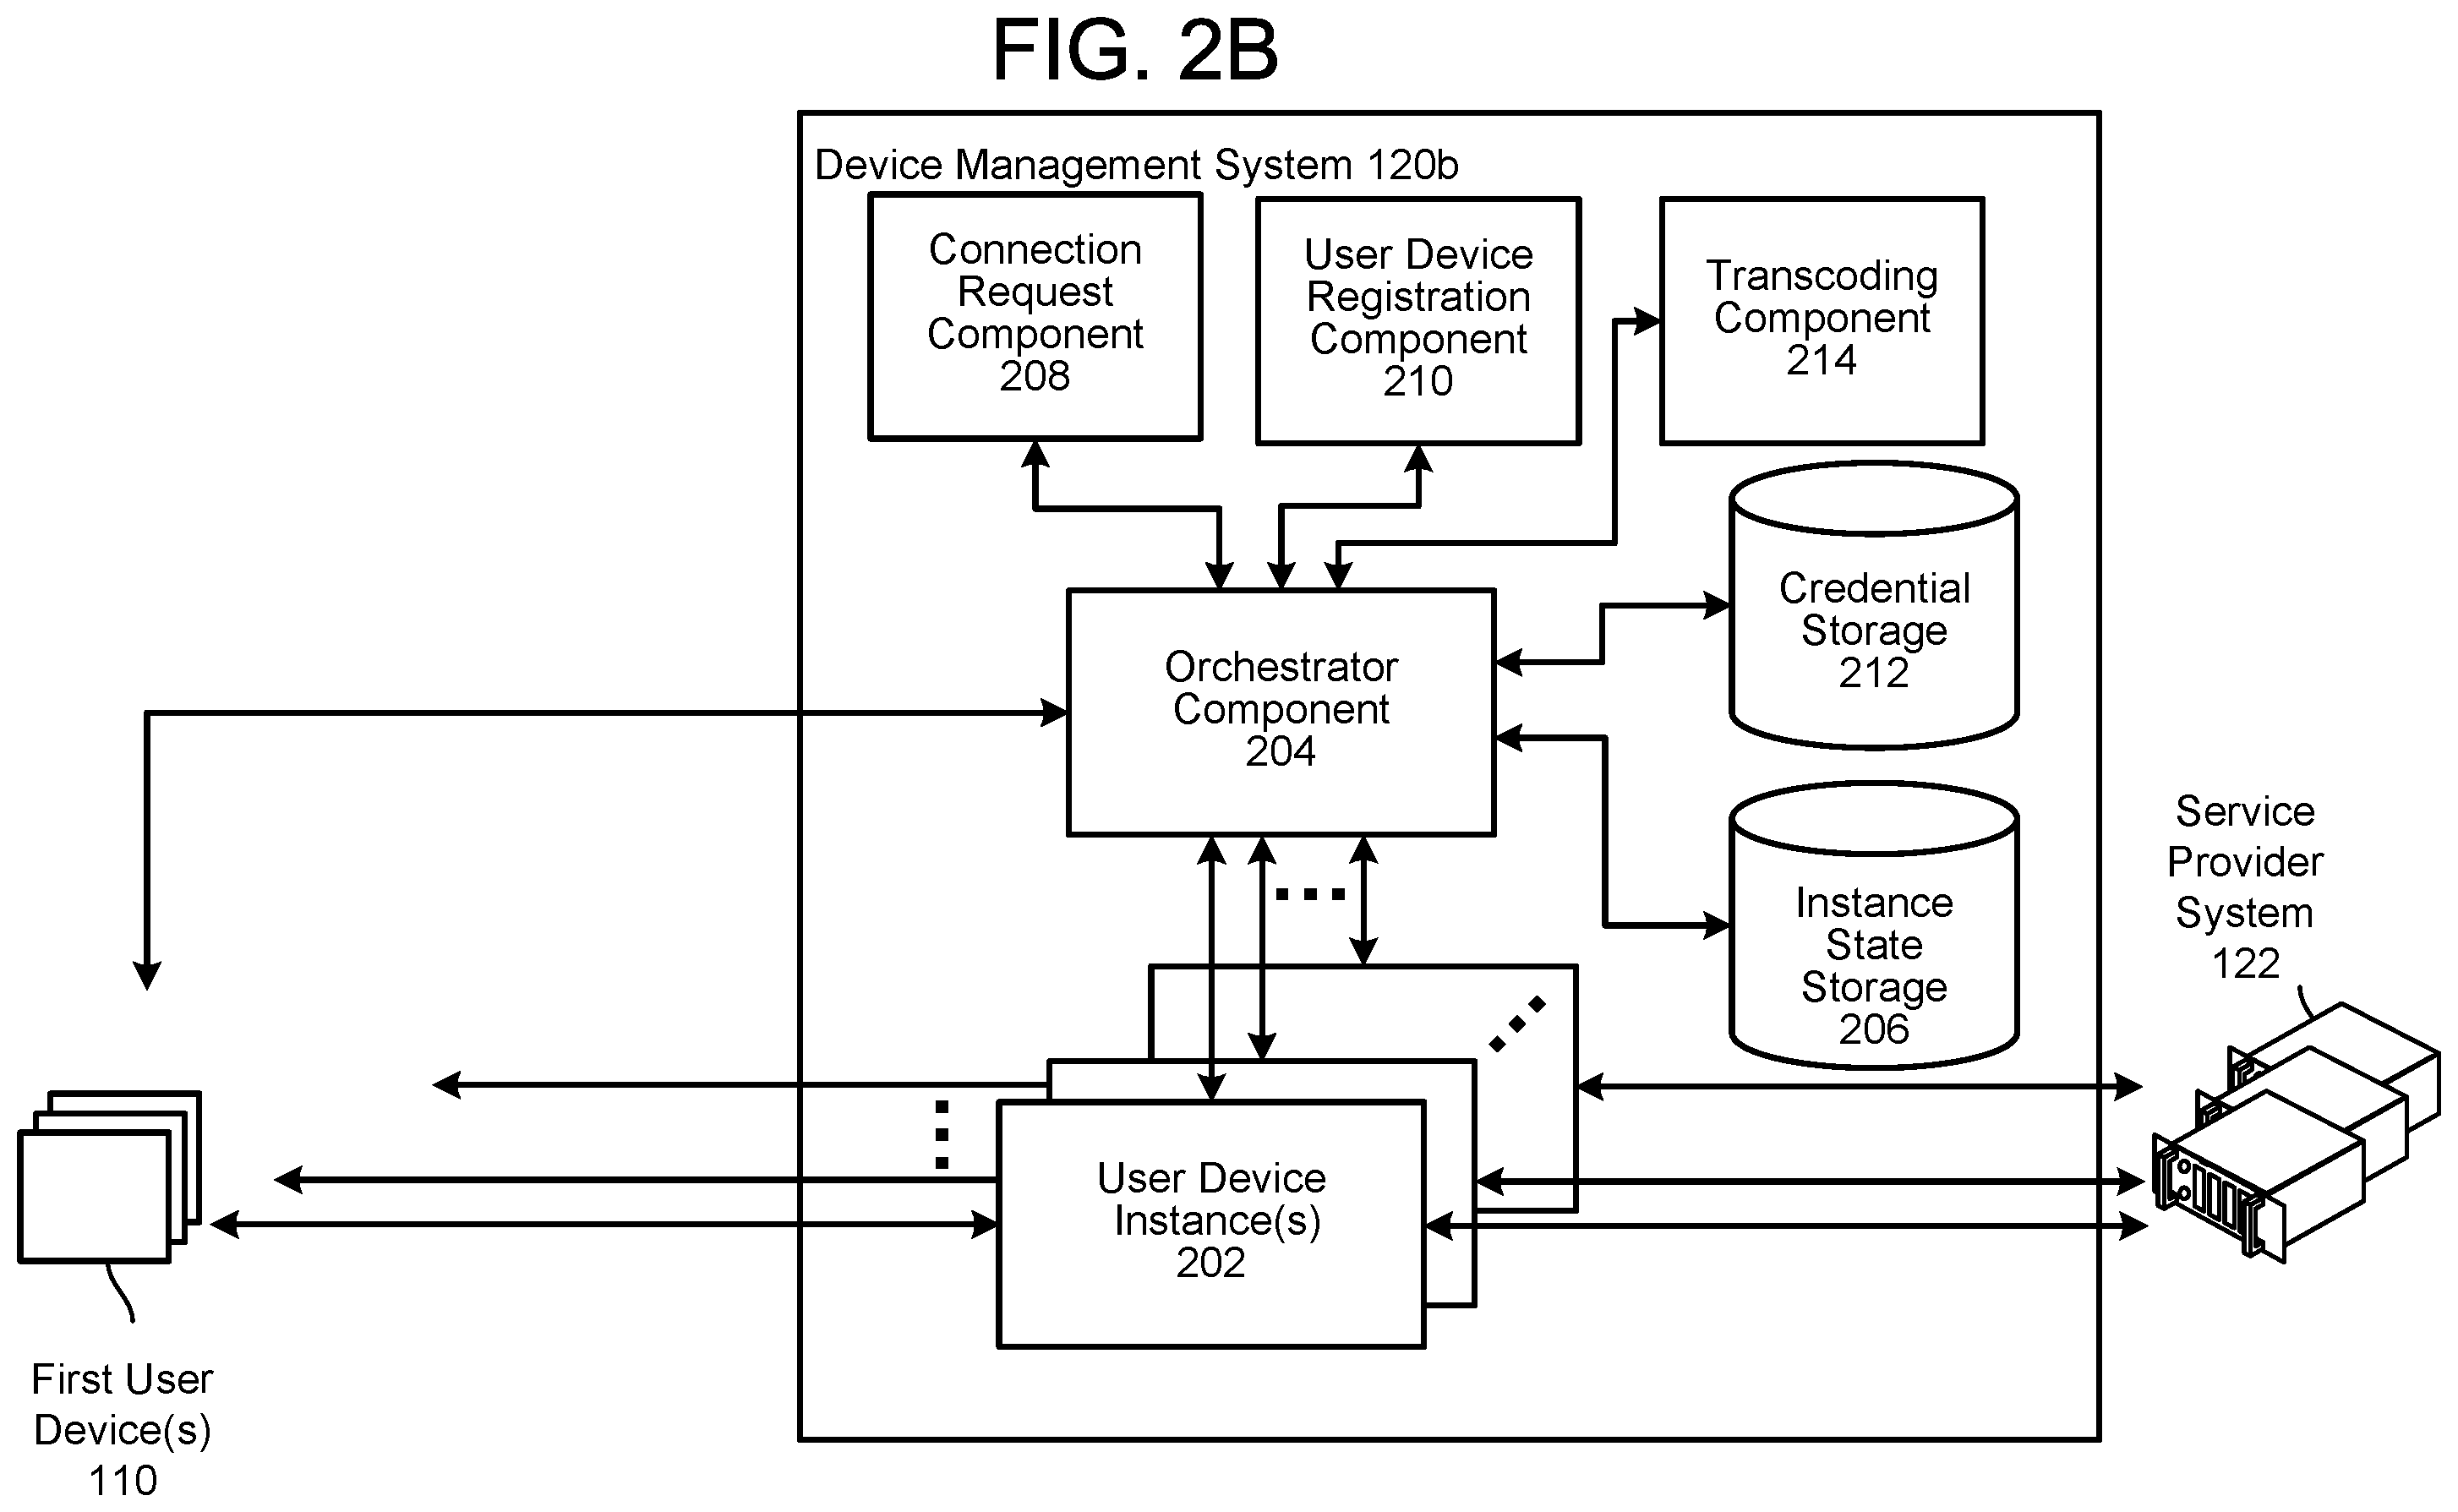 FIG. 2B
Device Management System 120b
Connection
Request
Component
208
User Device
Registration
Component
210
Transcoding
Component
214
Credential
Storage
212
Orchestrator
Component
204
Instance
State
Storage
206
Service
Provider
System
122
User Device
Instance(s)
202
First User
Device(s)
110